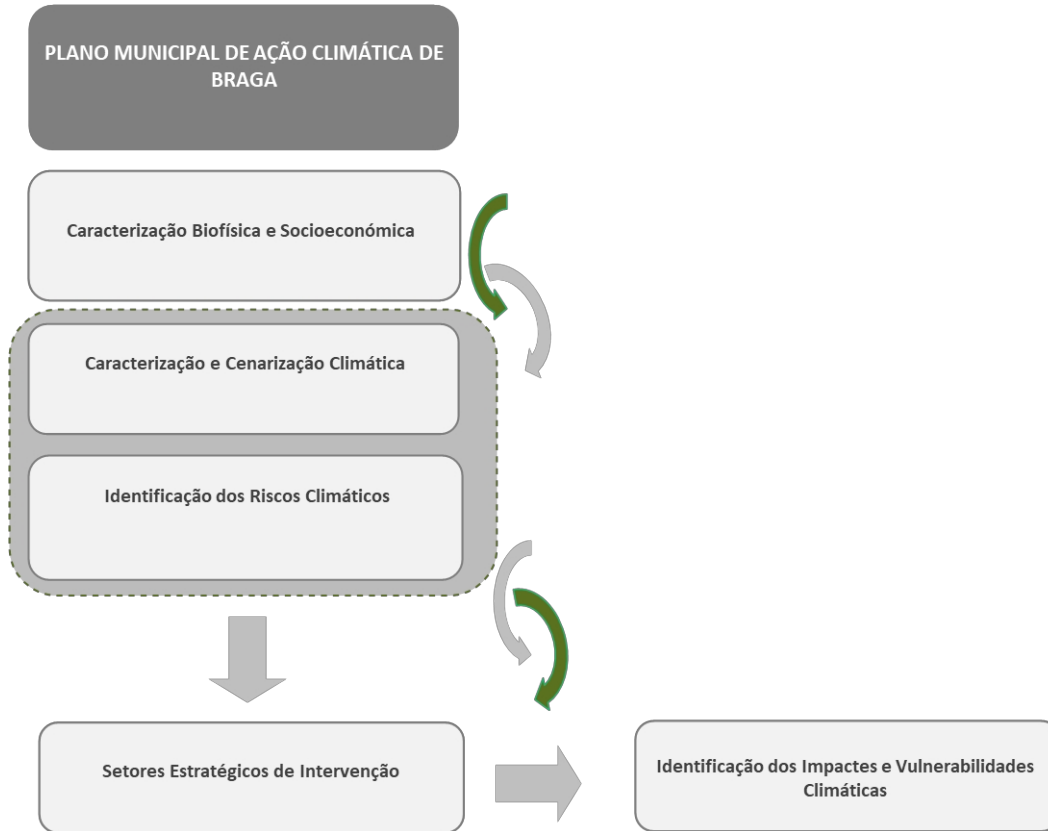 PLANO MUNICIPAL DE AÇÃO CLIMÁTICA DE
BRAGA
Caracterização Biofísica e Socioeconómica
Caracterização e Cenarização Climática
Identificação dos Riscos Climáticos
Setores Estratégicos de Intervenção
Identificação dos Impactes e Vulnerabilidades
Climáticas